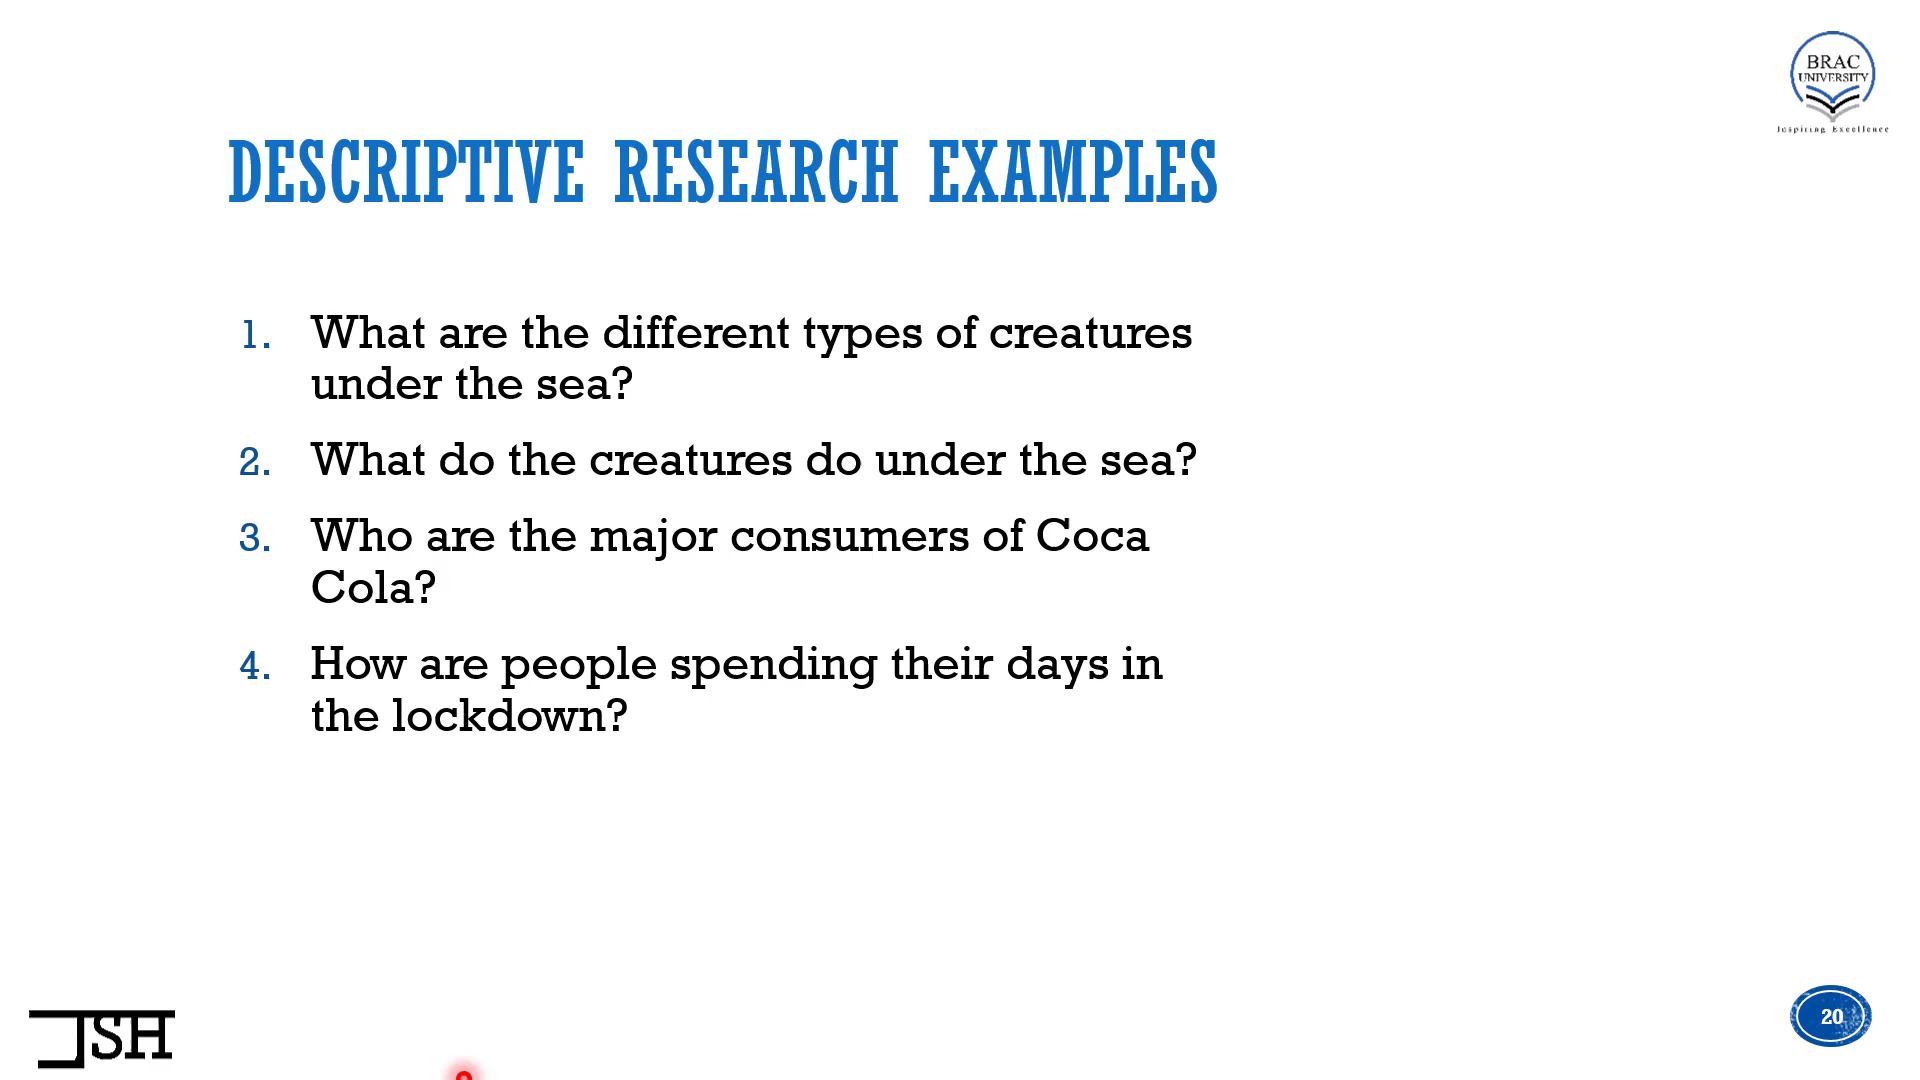 BRAC
UNIVERSITY
Inspiring Excellence
DESCRIPTIVE RESEARCH EXAMPLES
1. What are the different types of creatures
under the sea?
2. What do the creatures do under the sea?
3. Who are the major consumers of Coca
Cola?
4. How are people spending their days in
the lockdown?
JSH
20